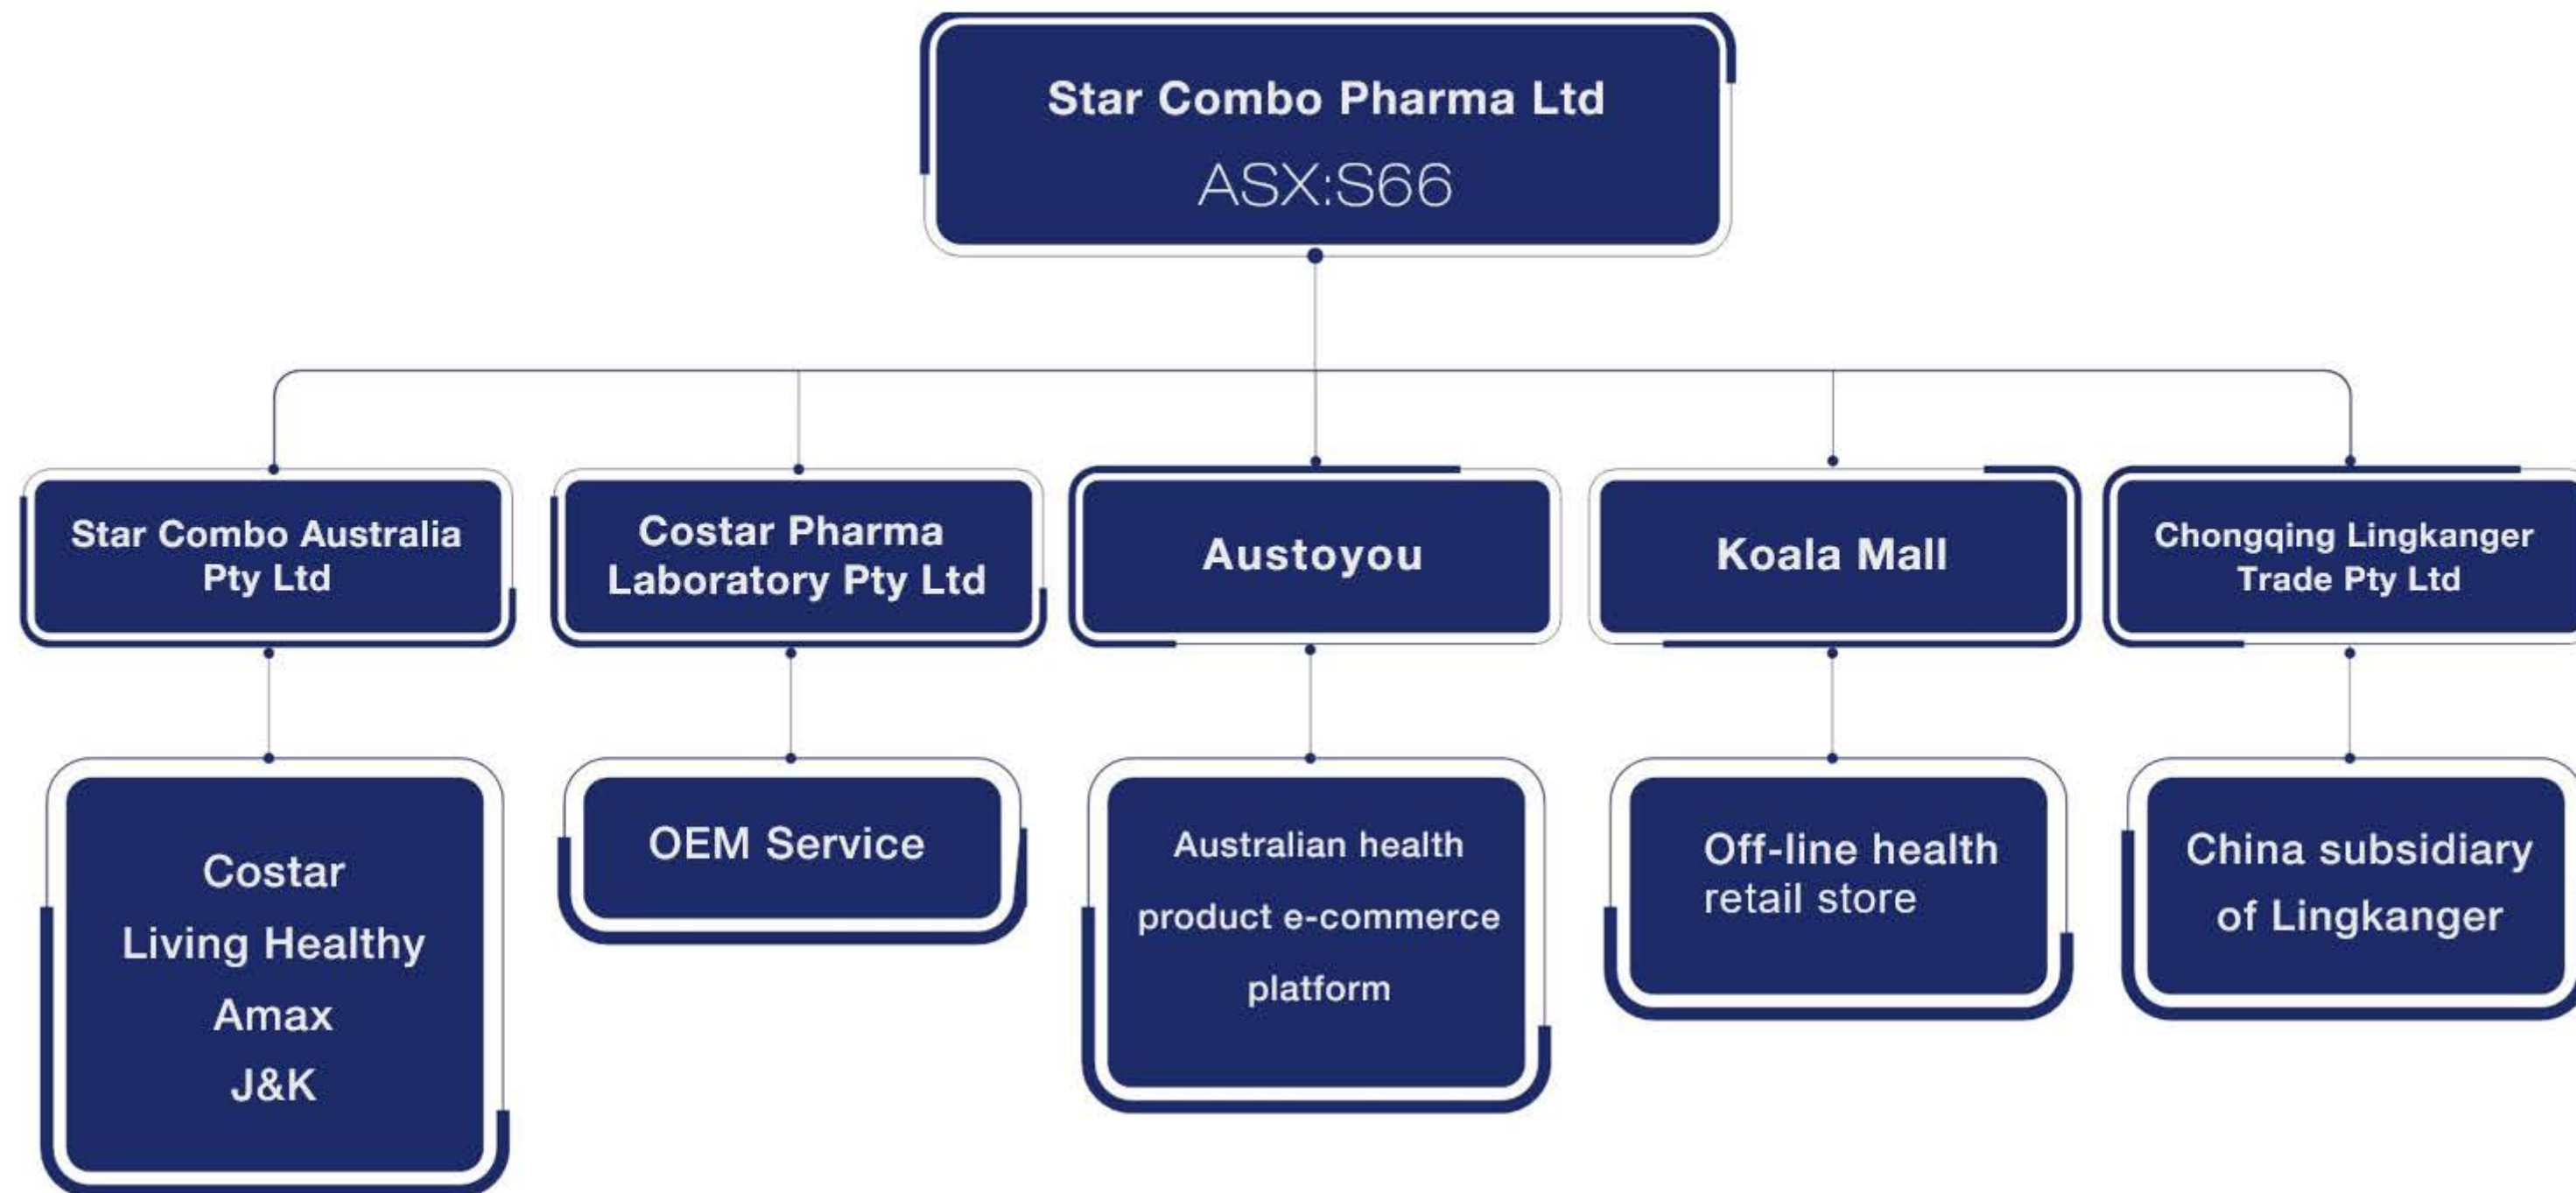 Star Combo Pharma Ltd
ASX:S66
Star Combo Australia
Pty Ltd
Costar Pharma
Laboratory Pty Ltd
Austoyou
Koala Mall
Chongqing Lingkanger
Trade Pty Ltd
Costar
Living Healthy
Amax
J&K
OEM Service
Australian health
product e-commerce
platform
Off-line health
retail store
China subsidiary
of Lingkanger